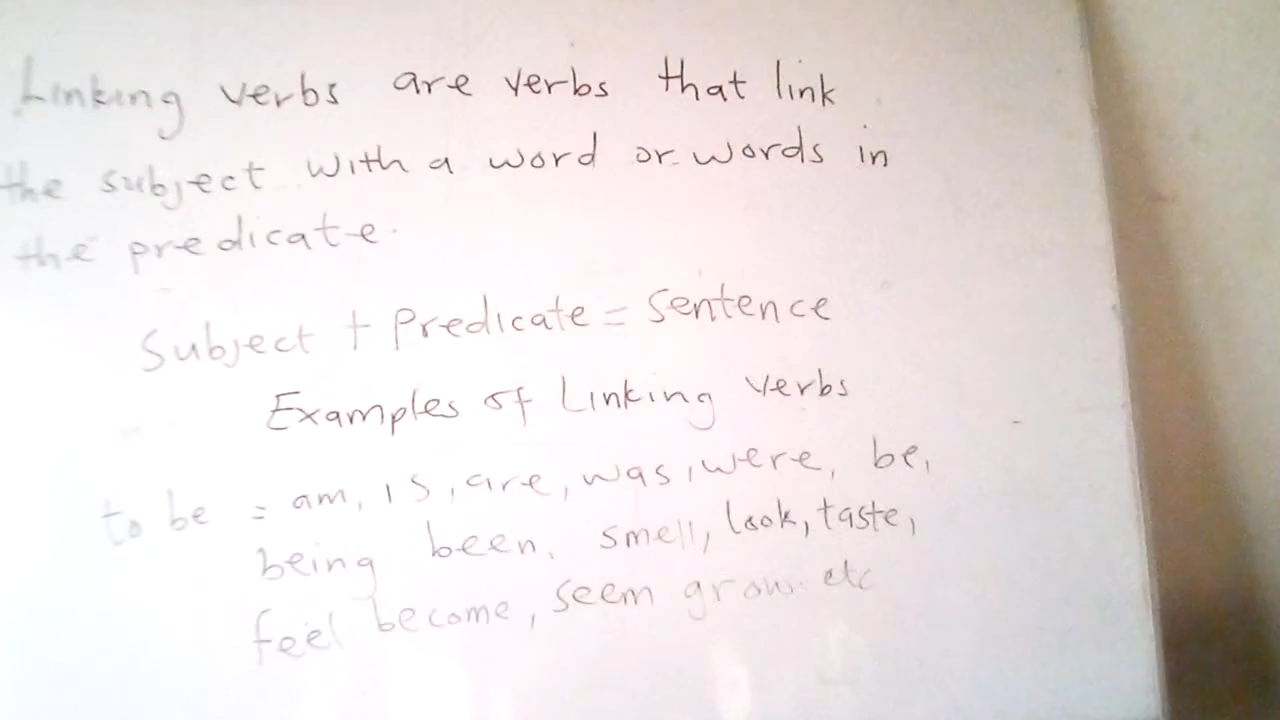 Linking verbs are verbs that link
the subject with a word or words in
the predicate.
Subject + Predicate = Sentence
Examples of Linking verbs
to be = am, is, are, was, were, be,
being been, smell, look, taste,
feel become, seem grow. etc